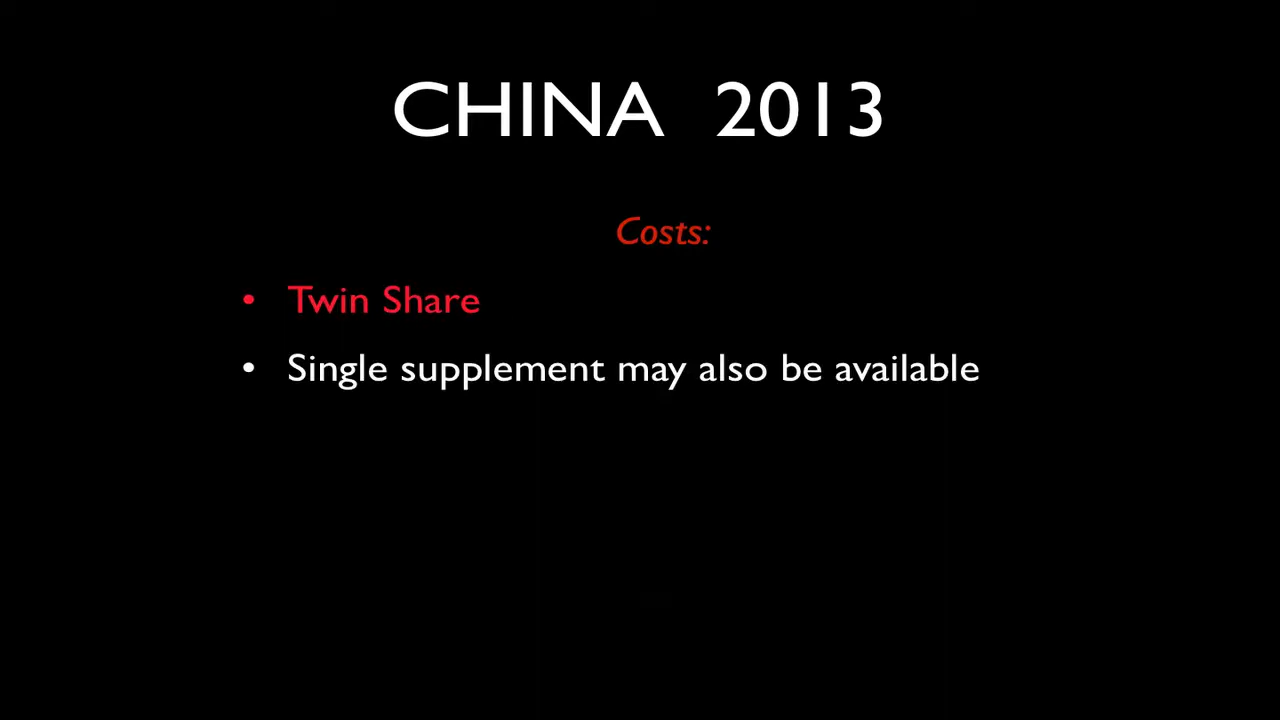 CHINA 2013
Costs:
• Twin Share
• Single supplement may also be available